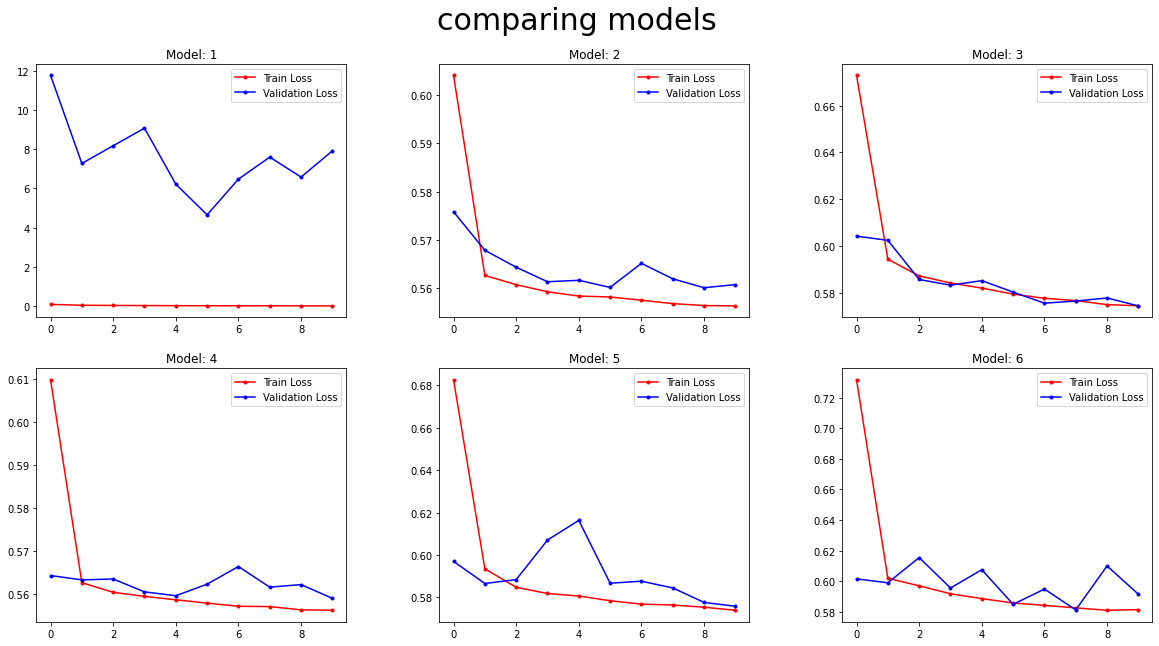 comparing models
Model: 1
Train Loss
Validation Loss
12
10
8
6
4
2
0
0 2 4 6 8
Model: 2
Train Loss
Validation Loss
0.60
0.59
0.58
0.57
0.56
0 2 4 6 8
Model: 3
Train Loss
Validation Loss
0.66
0.64
0.62
0.60
0.58
0 2 4 6 8
Model: 4
Train Loss
Validation Loss
0.61
0.60
0.59
0.58
0.57
0.56
0 2 4 6 8
Model: 5
Train Loss
Validation Loss
0.68
0.66
0.64
0.62
0.60
0.58
0 2 4 6 8
Model: 6
Train Loss
Validation Loss
0.72
0.70
0.68
0.66
0.64
0.62
0.60
0.58
0 2 4 6 8